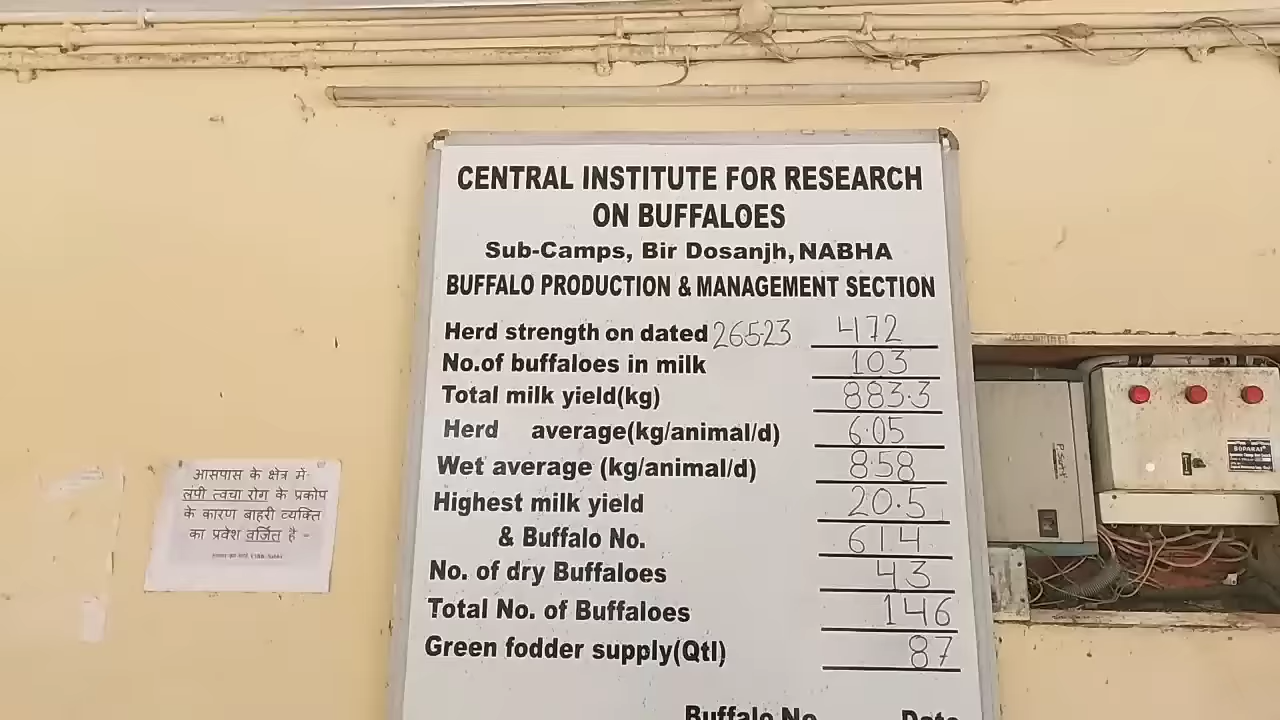 CENTRAL INSTITUTE FOR RESEARCH
ON BUFFALOES
Sub-Camps, Bir Dosanjh, NABHA
BUFFALO PRODUCTION & MANAGEMENT SECTION
Herd strength on dated 26523 472
No.of buffaloes in milk 103
Total milk yield(kg) 883.3
Herd average(kg/animal/d) 6.05
Wet average (kg/animal/d) 8.58
Highest milk yield 20.5
& Buffalo No. 614
No. of dry Buffaloes 43
Total No. of Buffaloes 146
Green fodder supply(Qtl) 87
Buffalo No Date
आसपास के क्षेत्र में
लंपी त्वचा रोग के प्रकोप
के कारण बाहरी व्यक्ति
का प्रवेश वर्जित है -